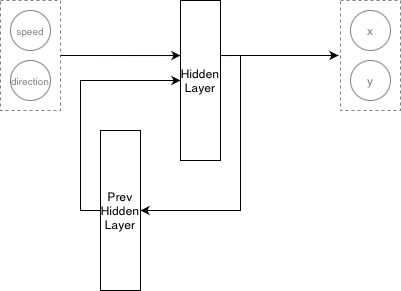 speed
direction
Hidden
Layer
x
y
Prev
Hidden
Layer